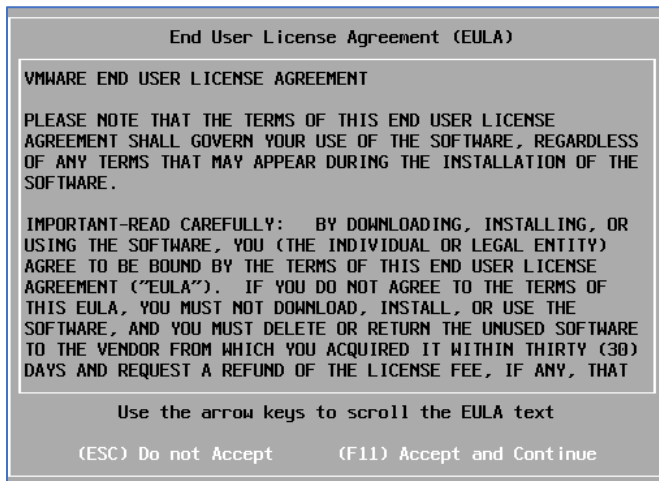 End User License Agreement (EULA)
VMWARE END USER LICENSE AGREEMENT
PLEASE NOTE THAT THE TERMS OF THIS END USER LICENSE
AGREEMENT SHALL GOVERN YOUR USE OF THE SOFTWARE, REGARDLESS
OF ANY TERMS THAT MAY APPEAR DURING THE INSTALLATION OF THE
SOFTWARE.
IMPORTANT-READ CAREFULLY:   BY DOWNLOADING, INSTALLING, OR
USING THE SOFTWARE, YOU (THE INDIVIDUAL OR LEGAL ENTITY)
AGREE TO BE BOUND BY THE TERMS OF THIS END USER LICENSE
AGREEMENT ("EULA").  IF YOU DO NOT AGREE TO THE TERMS OF
THIS EULA, YOU MUST NOT DOWNLOAD, INSTALL, OR USE THE
SOFTWARE, AND YOU MUST DELETE OR RETURN THE UNUSED SOFTWARE
TO THE VENDOR FROM WHICH YOU ACQUIRED IT WITHIN THIRTY (30)
DAYS AND REQUEST A REFUND OF THE LICENSE FEE, IF ANY, THAT
Use the arrow keys to scroll the EULA text
(ESC) Do not Accept     (F11) Accept and Continue